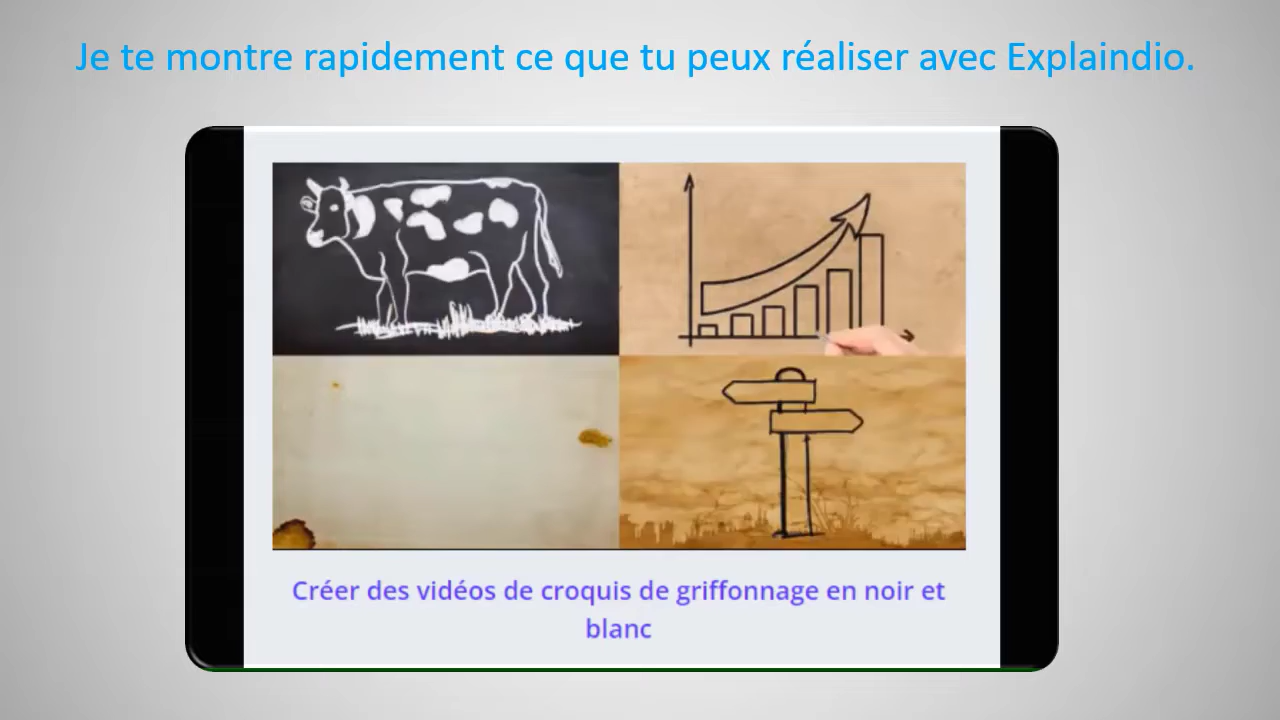 Je te montre rapidement ce que tu peux réaliser avec Explaindio.
Créer des vidéos de croquis de griffonnage en noir et
blanc